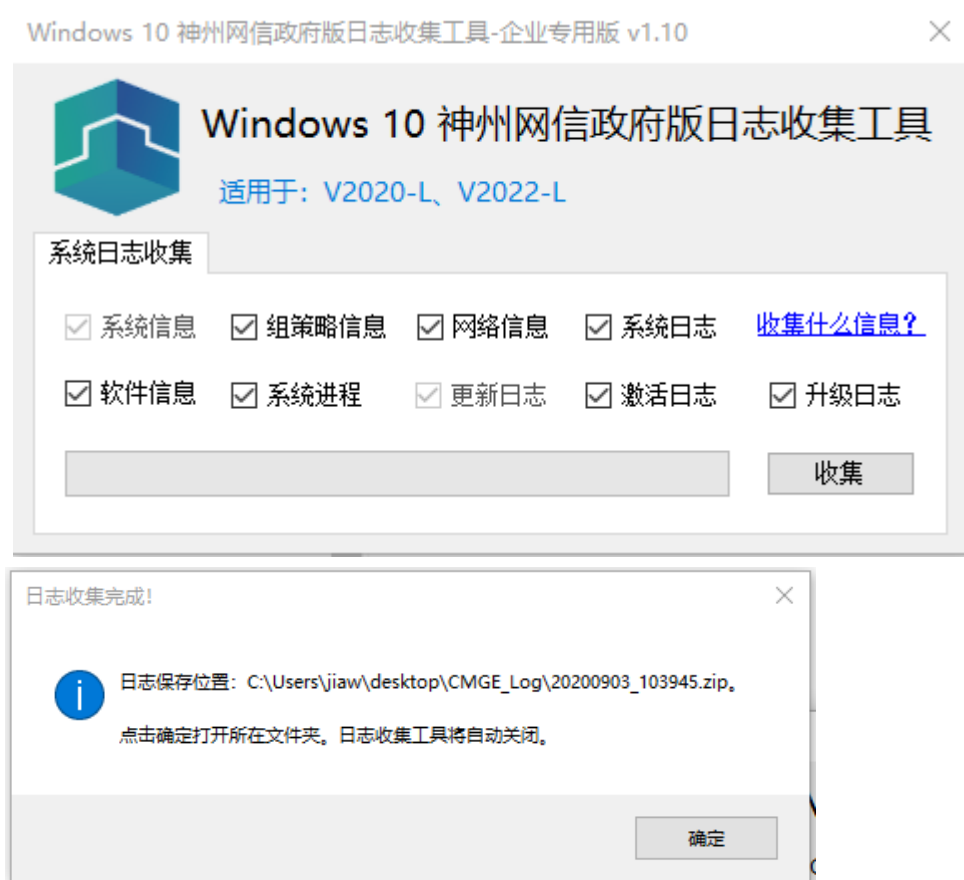 Windows 10 神州网信政府版日志收集工具-企业专用版 v1.10
Windows 10 神州网信政府版日志收集工具
适用于：V2020-L、V2022-L
系统日志收集
系统信息 组策略信息 网络信息 系统日志 收集什么信息？
软件信息 系统进程 更新日志 激活日志 升级日志
收集
日志收集完成!
日志保存位置：C:\Users\jiaw\desktop\CMGE_Log\20200903_103945.zip。
点击确定打开所在文件夹。日志收集工具将自动关闭。
确定